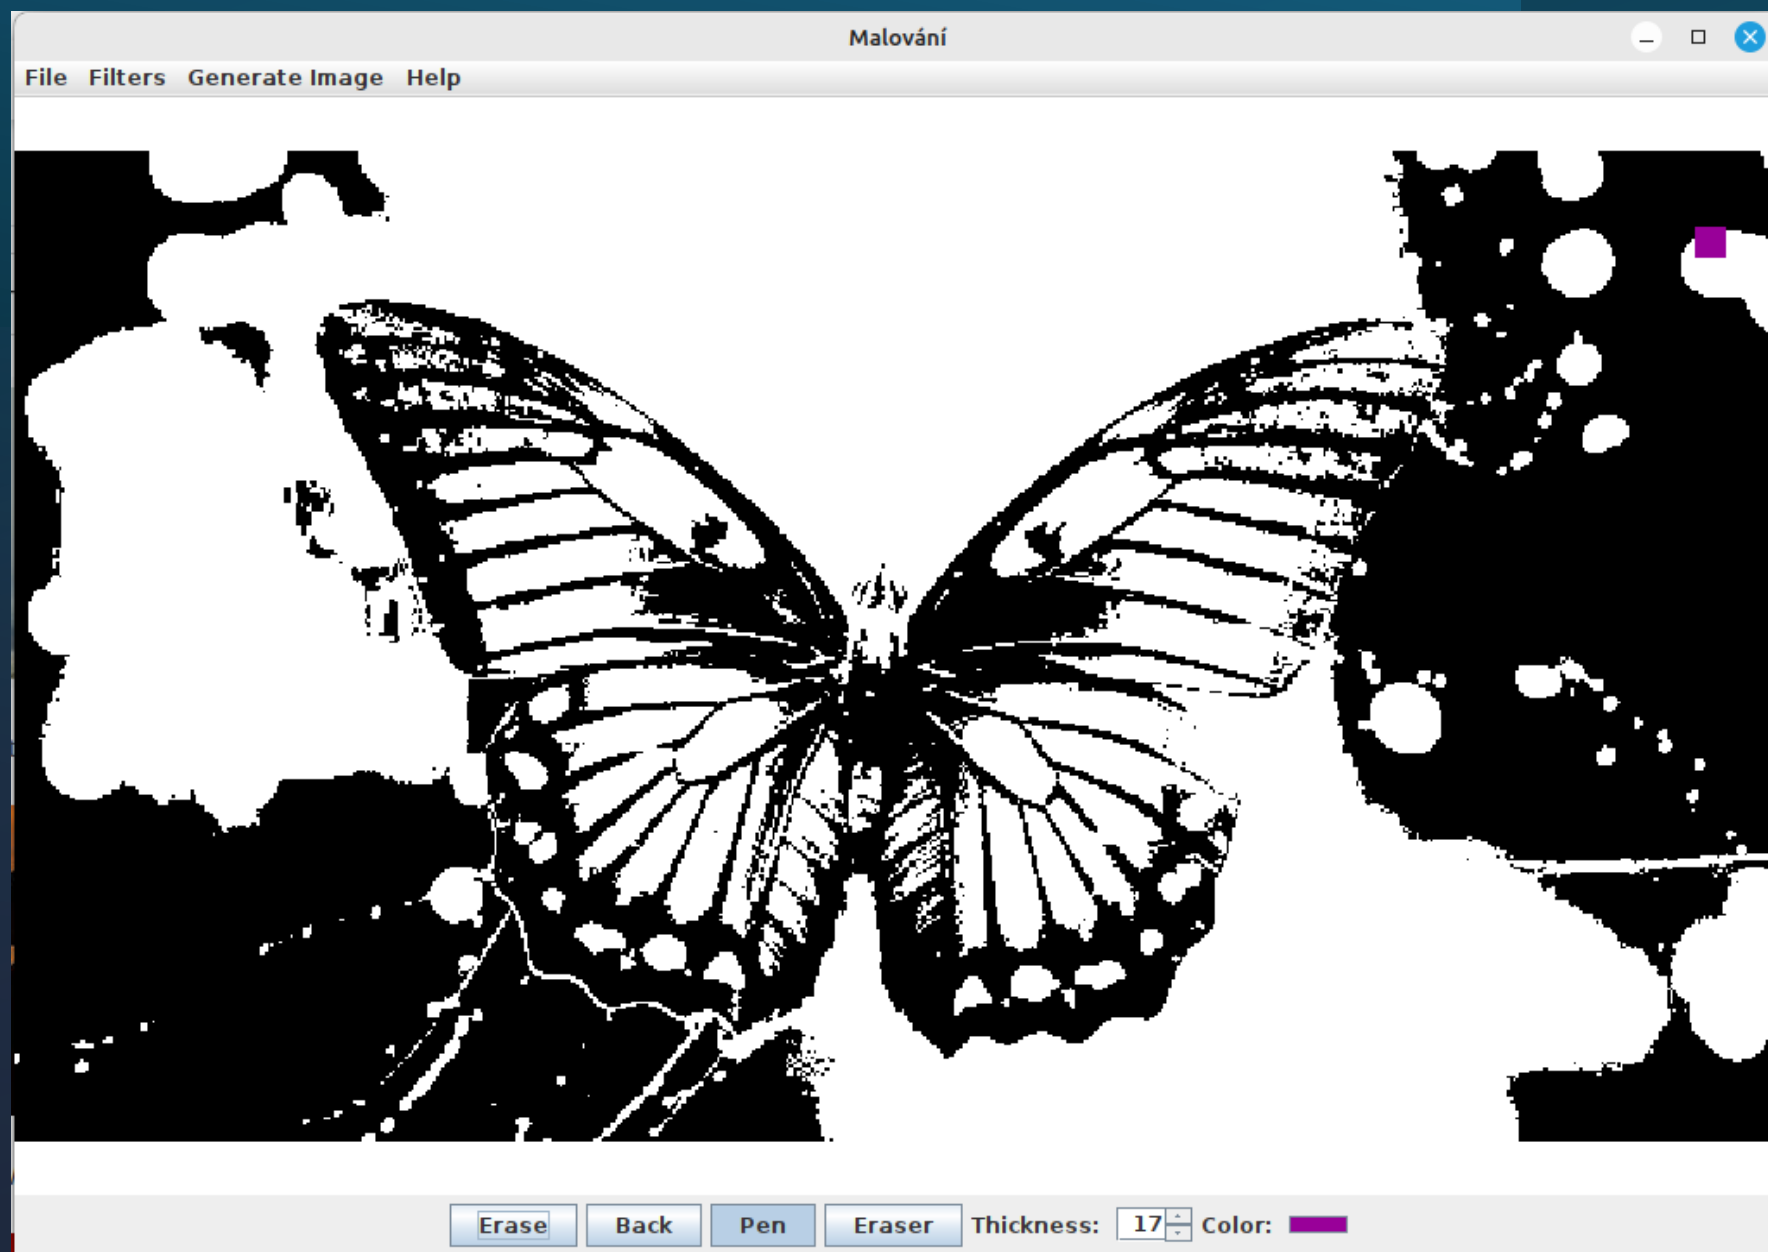 Malování
File Filters Generate Image Help
Erase Back Pen Eraser Thickness: 17 Color: